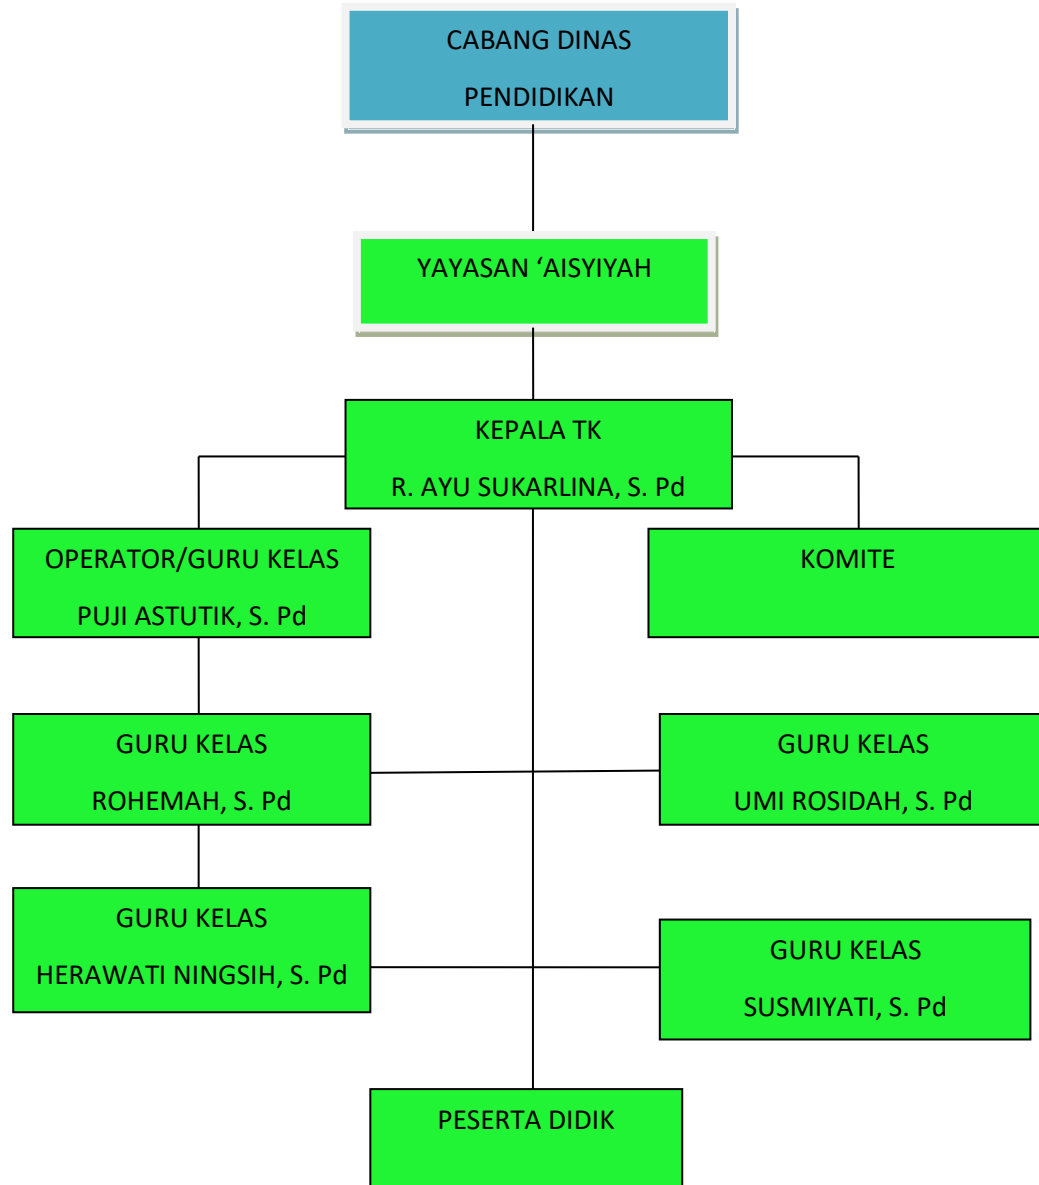 CABANG DINAS
PENDIDIKAN
YAYASAN ‘AISYIYAH
KEPALA TK
R. AYU SUKARLINA, S. Pd
OPERATOR/GURU KELAS
PUJI ASTUTIK, S. Pd
KOMITE
GURU KELAS
ROHEMAH, S. Pd
GURU KELAS
UMI ROSIDAH, S. Pd
GURU KELAS
HERAWATI NINGSIH, S. Pd
GURU KELAS
SUSMIYATI, S. Pd
PESERTA DIDIK